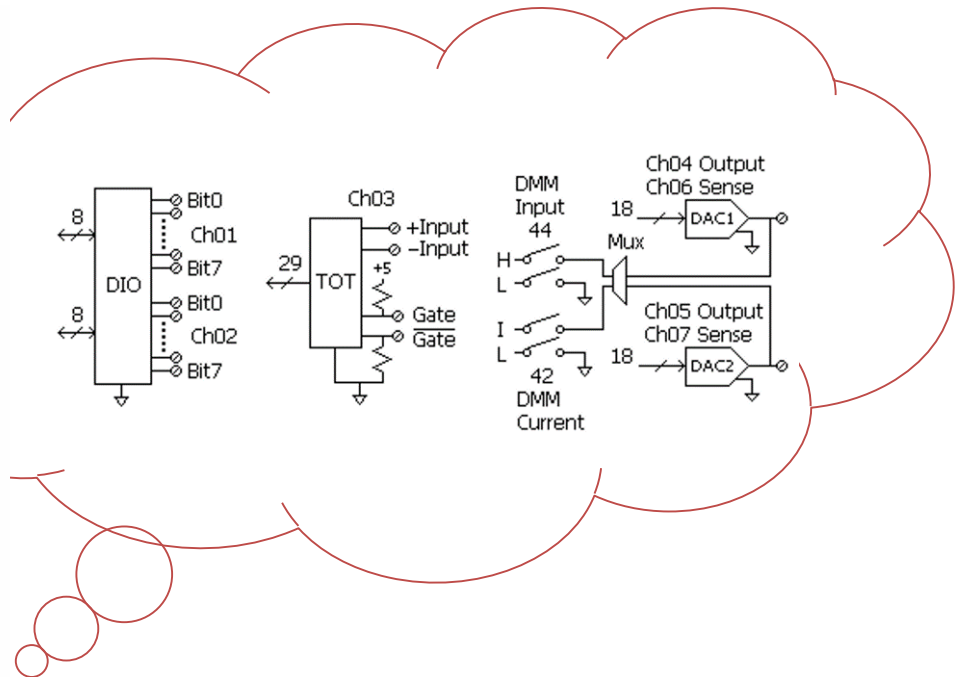 8
Bit0
Ch01
Bit7
DIO
8
Bit0
Ch02
Bit7
Ch03
+Input
−Input
29
TOT
+5
Gate
Gate
DMM
Input
44
H
L
I
L
42
DMM
Current
Mux
Ch04 Output
Ch06 Sense
18
DAC1
Ch05 Output
Ch07 Sense
18
DAC2